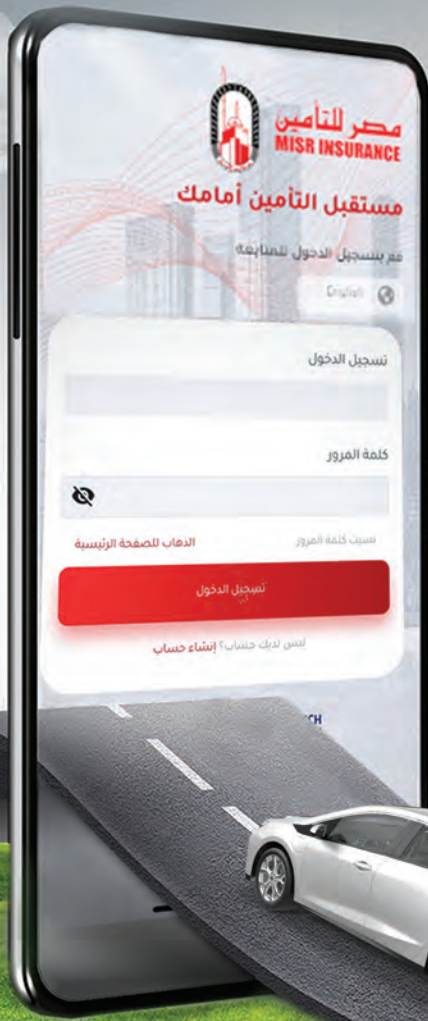 مصر للتأمين
MISR INSURANCE
مستقبل التأمين أمامك
قم بتسجيل الدخول للمتابعة
English
تسجيل الدخول
كلمة المرور
نسيت كلمة المرور
الذهاب للصفحة الرئيسية
تسجيل الدخول
ليس لديك حساب؟ إنشاء حساب
CH